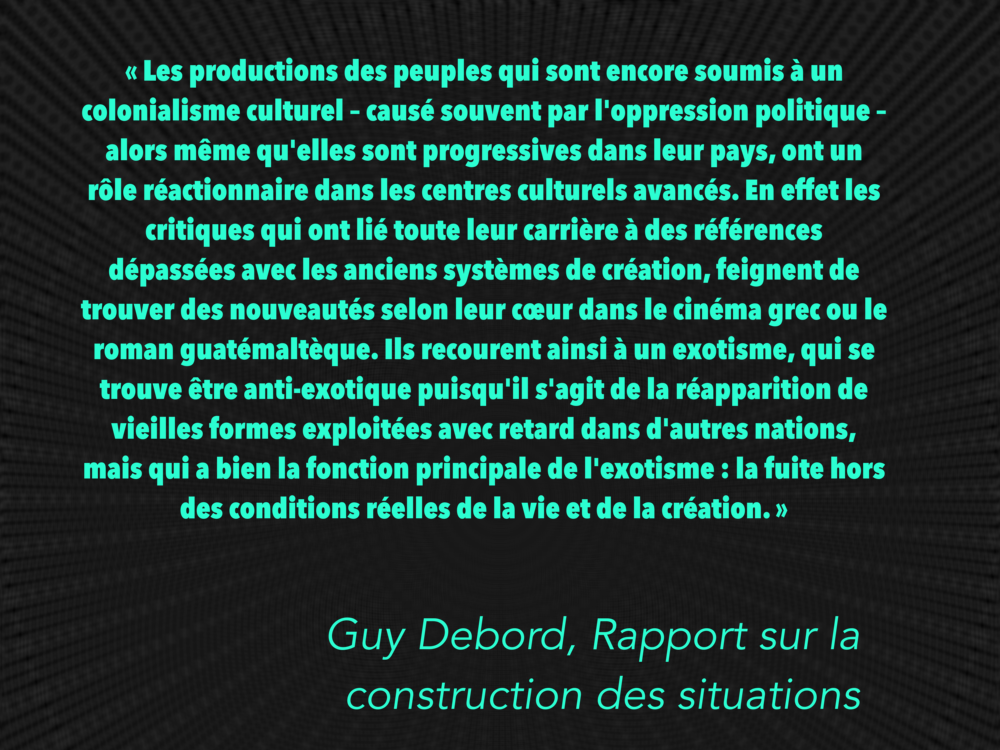 « Les productions des peuples qui sont encore soumis à un
colonialisme culturel – causé souvent par l'oppression politique –
alors même qu'elles sont progressives dans leur pays, ont un
rôle réactionnaire dans les centres culturels avancés. En effet les
critiques qui ont lié toute leur carrière à des références
dépassées avec les anciens systèmes de création, feignent de
trouver des nouveautés selon leur cœur dans le cinéma grec ou le
roman guatémaltèque. Ils recourent ainsi à un exotisme, qui se
trouve être anti-exotique puisqu'il s'agit de la réapparition de
vieilles formes exploitées avec retard dans d'autres nations,
mais qui a bien la fonction principale de l'exotisme : la fuite hors
des conditions réelles de la vie et de la création. »
Guy Debord, Rapport sur la
construction des situations